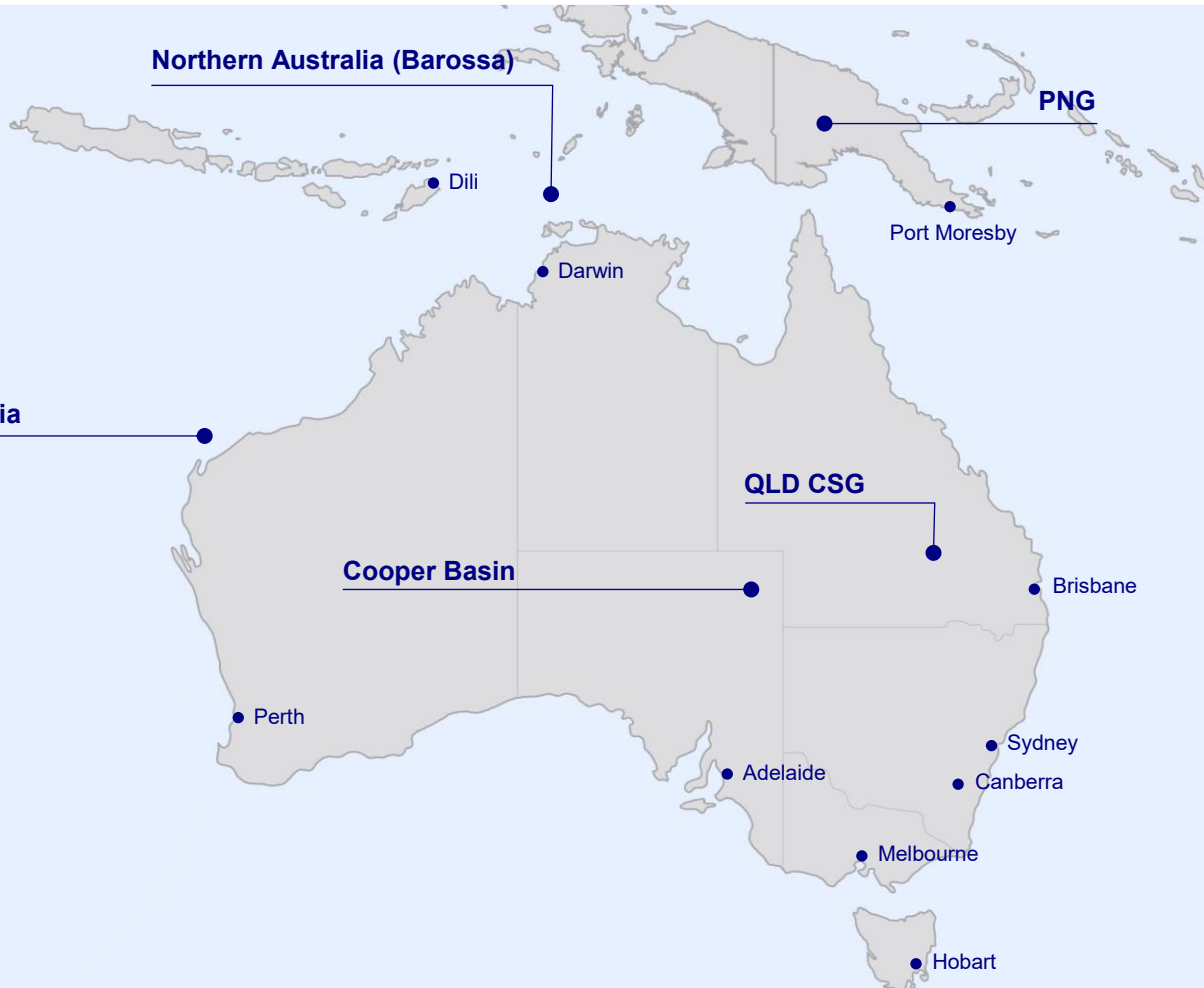 Northern Australia (Barossa)
PNG
Dili
Port Moresby
Darwin
ia
QLD CSG
Cooper Basin
Brisbane
Perth
Sydney
Adelaide
Canberra
Melbourne
Hobart